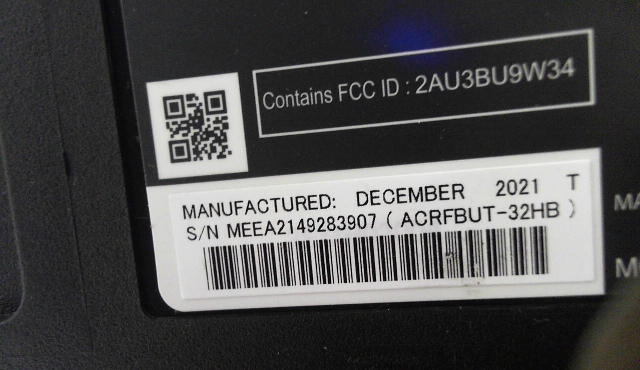 Contains FCC ID : 2AU3BU9W34
MANUFACTURED: DECEMBER 2021 T
S/N MEEA2149283907 ( ACRFBUT-32HB )